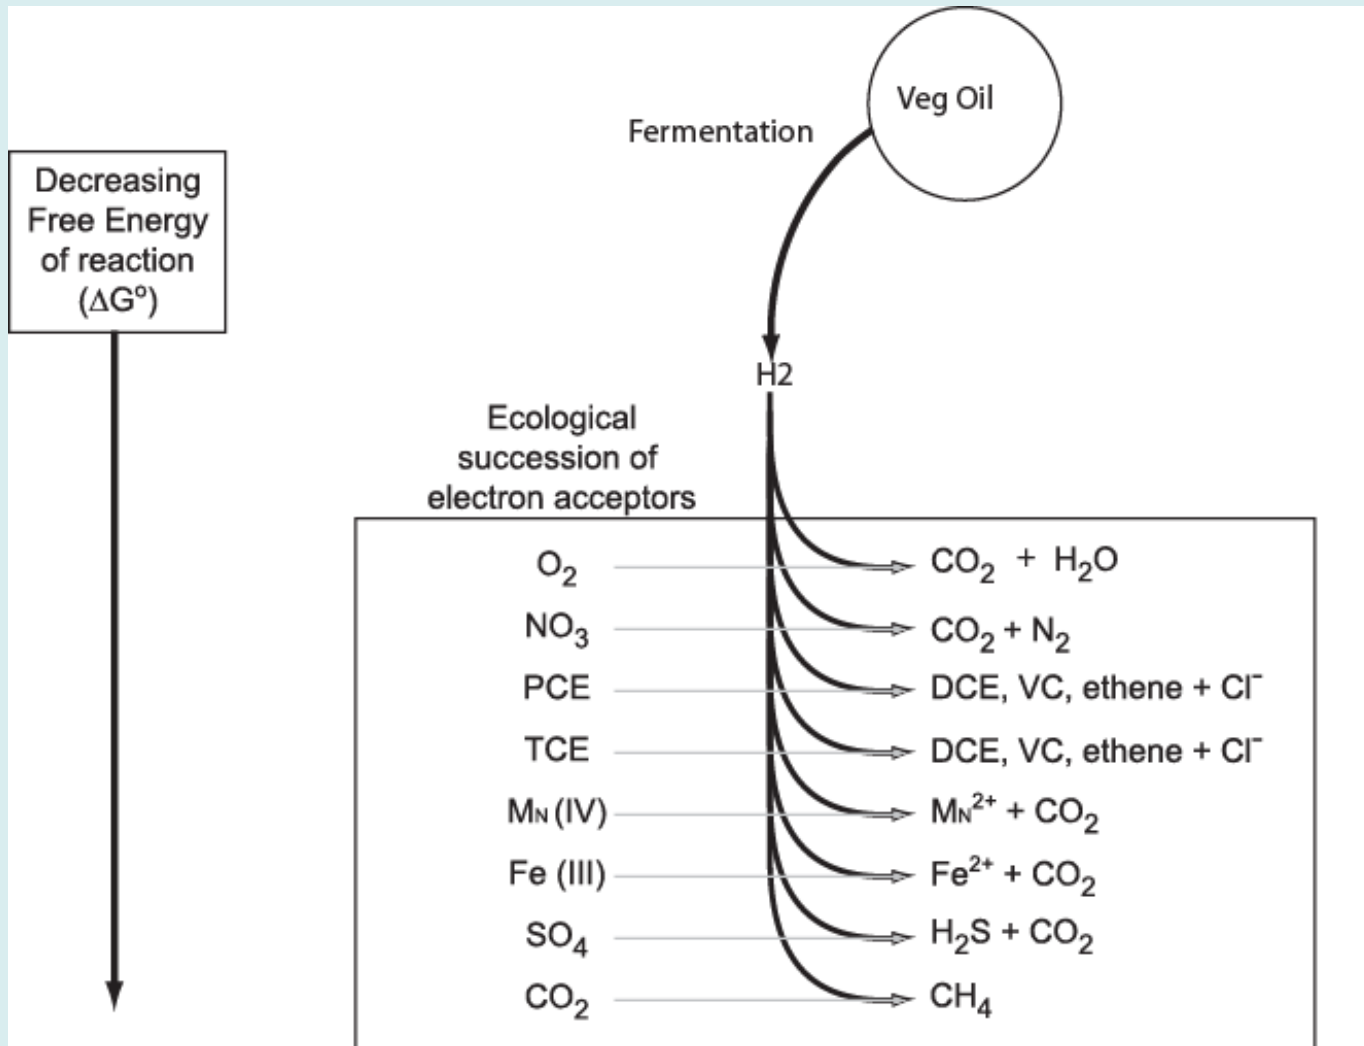 Veg Oil
Fermentation
Decreasing
Free Energy
of reaction
(ΔG°)
H2
Ecological
succession of
electron acceptors
O₂ CO₂ + H₂O
NO₃ CO₂ + N₂
PCE DCE, VC, ethene + Cl⁻
TCE DCE, VC, ethene + Cl⁻
MN (IV) MN²⁺ + CO₂
Fe (III) Fe²⁺ + CO₂
SO₄ H₂S + CO₂
CO₂ CH₄